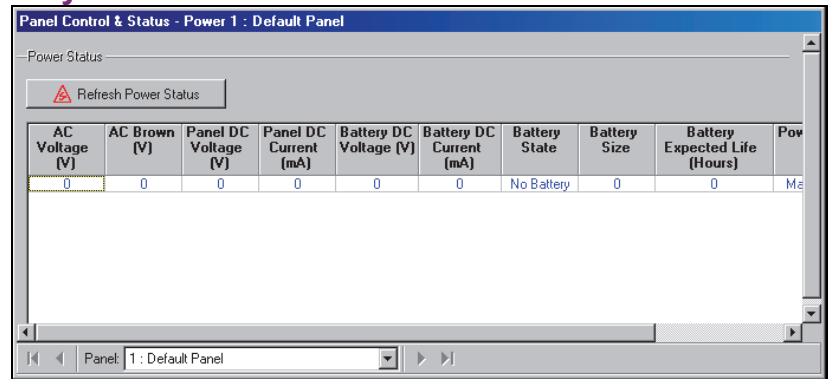 Panel Control & Status - Power 1 : Default Panel
Power Status
Refresh Power Status
AC Voltage (V) AC Brown (V) Panel DC Voltage (V) Panel DC Current (mA) Battery DC Voltage (V) Battery DC Current (mA) Battery State Battery Size Battery Expected Life (Hours)
0 0 0 0 0 0 No Battery 0 0
Panel: 1 : Default Panel